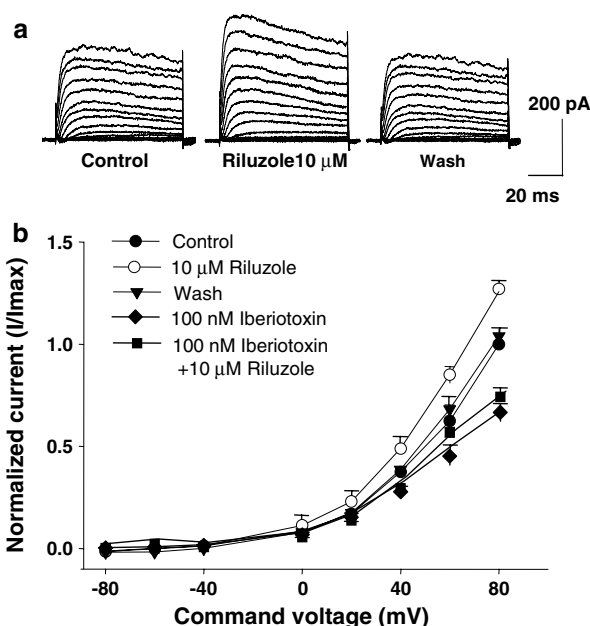 a
200 pA
Control
Riluzole10 μM
Wash
20 ms
b
1.5
1.0
0.5
0.0
Normalized current (I/Imax)
Control
10 μM Riluzole
Wash
100 nM Iberiotoxin
100 nM Iberiotoxin
+10 μM Riluzole
-80
-40
0
40
80
Command voltage (mV)